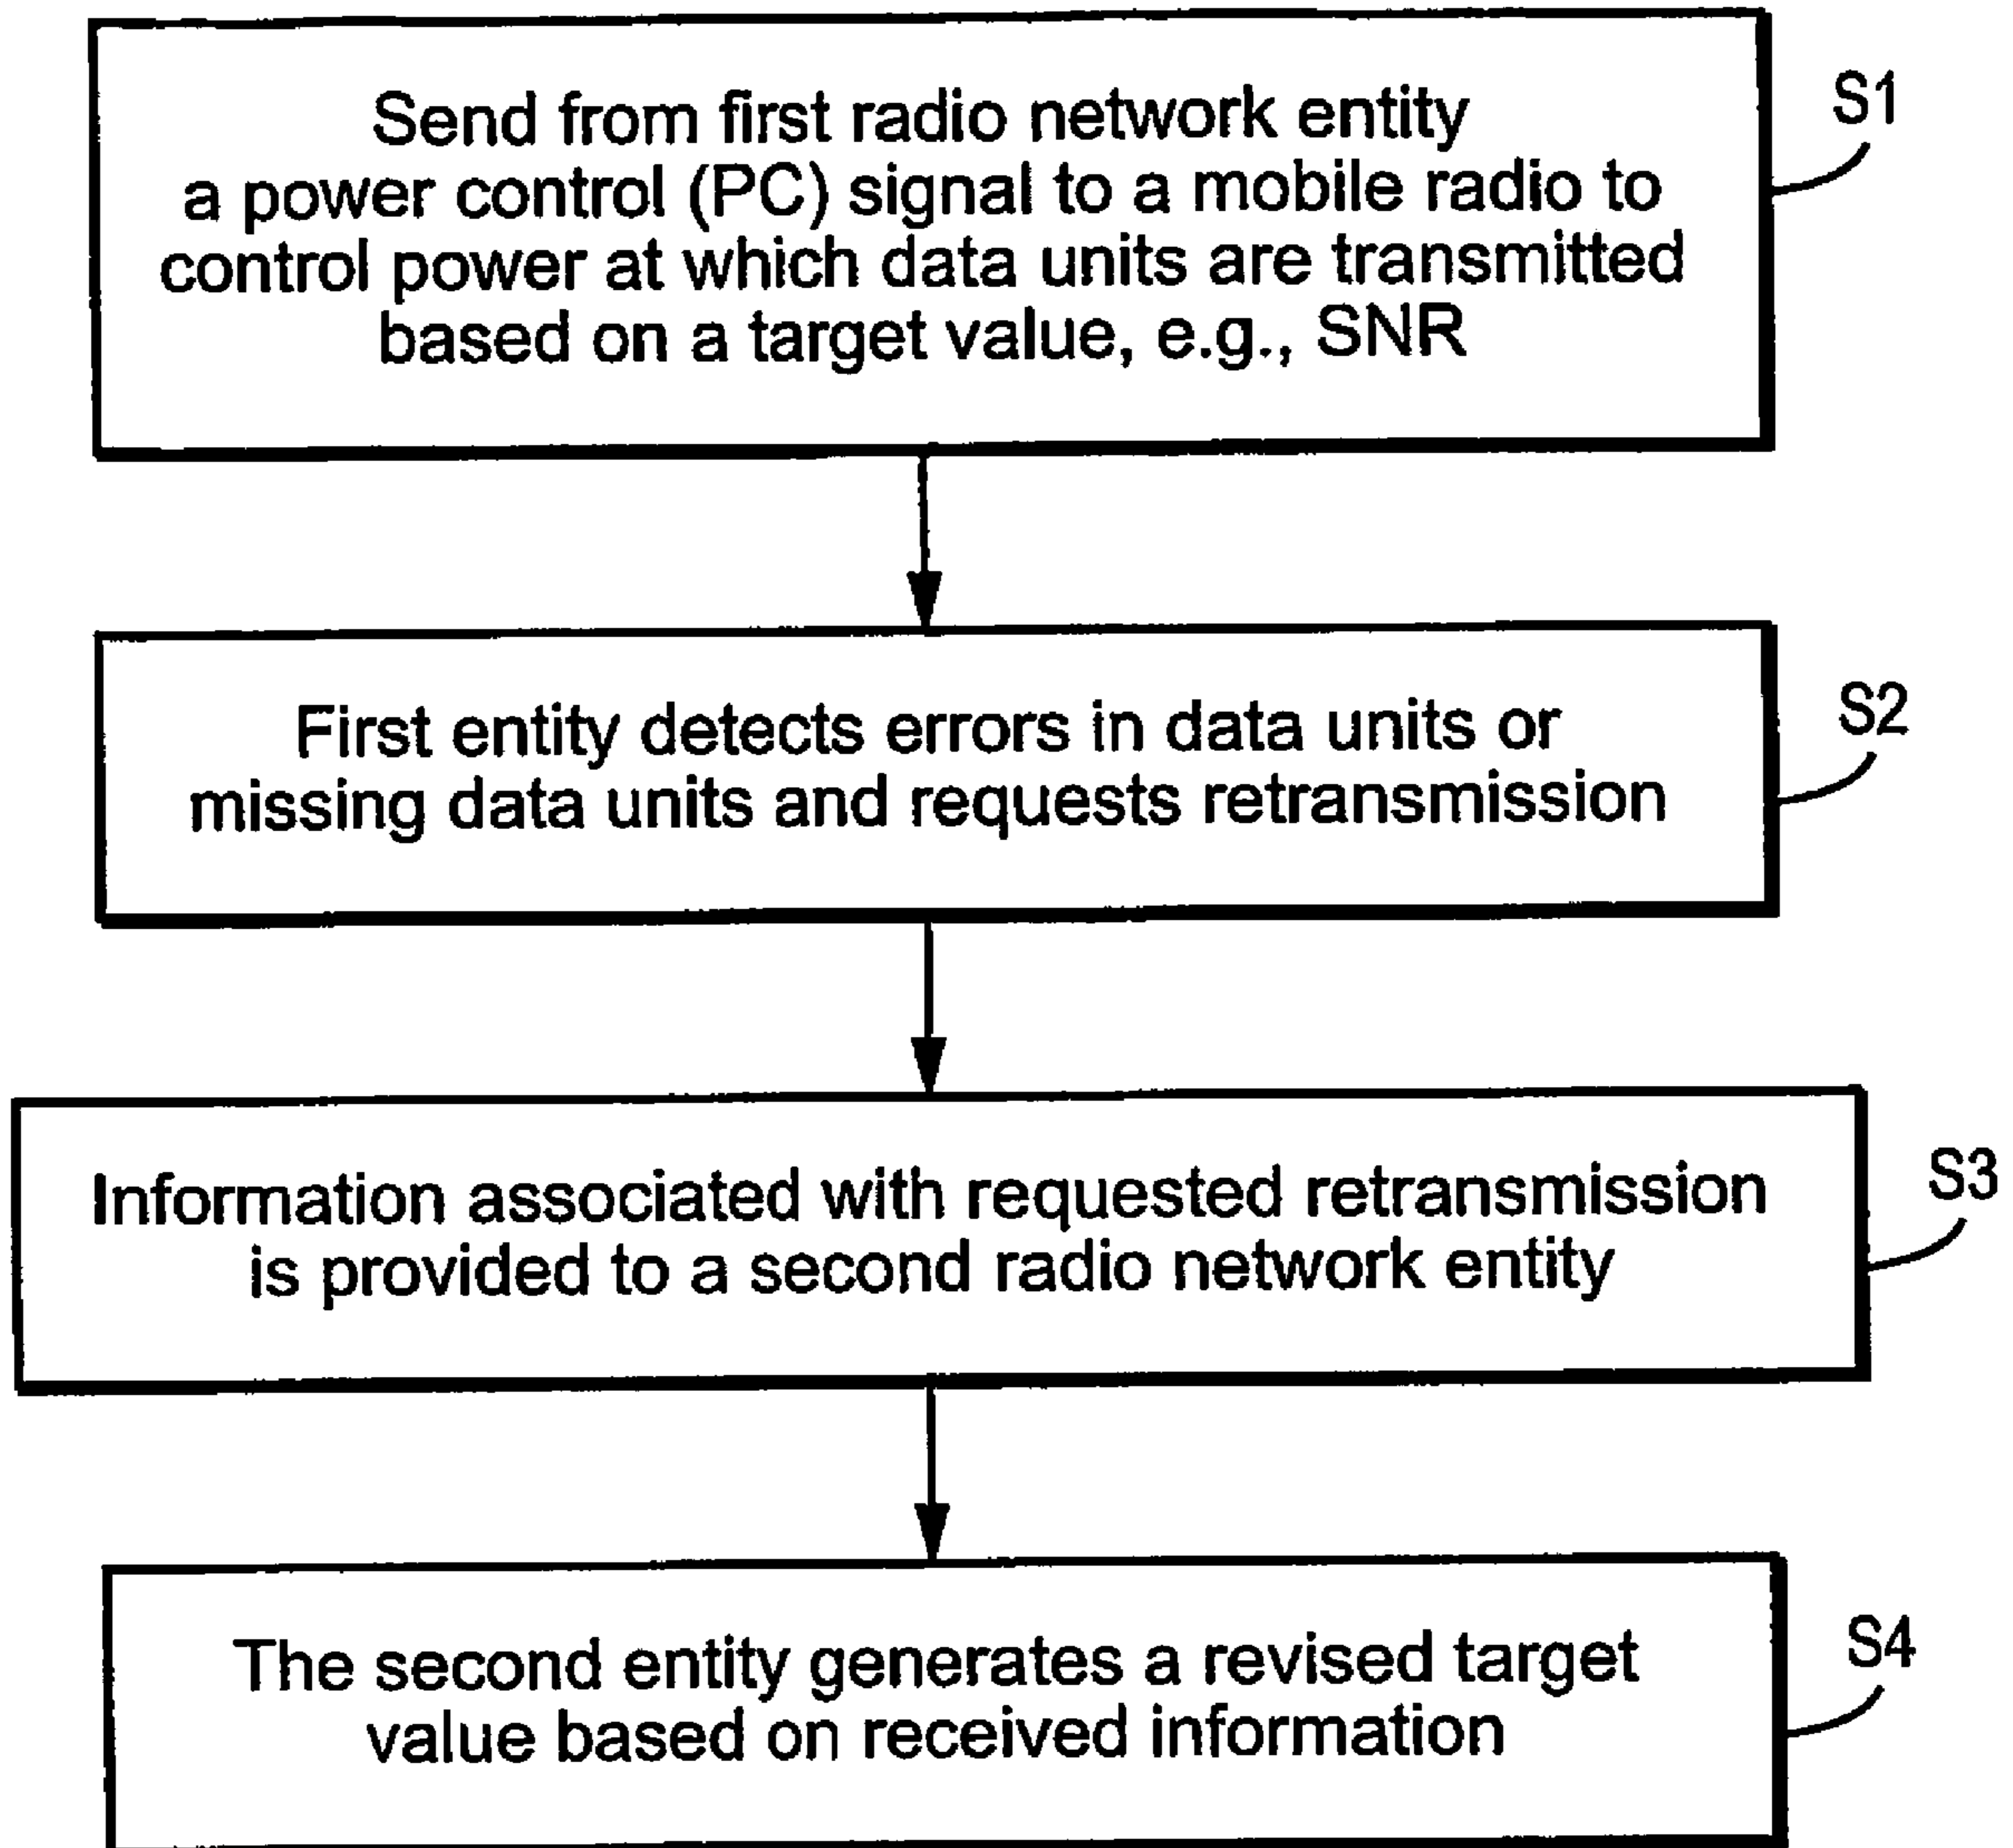 Send from first radio network entity
a power control (PC) signal to a mobile radio to
control power at which data units are transmitted
based on a target value, e.g., SNR
S1
First entity detects errors in data units or
missing data units and requests retransmission
S2
Information associated with requested retransmission
is provided to a second radio network entity
S3
The second entity generates a revised target
value based on received information
S4